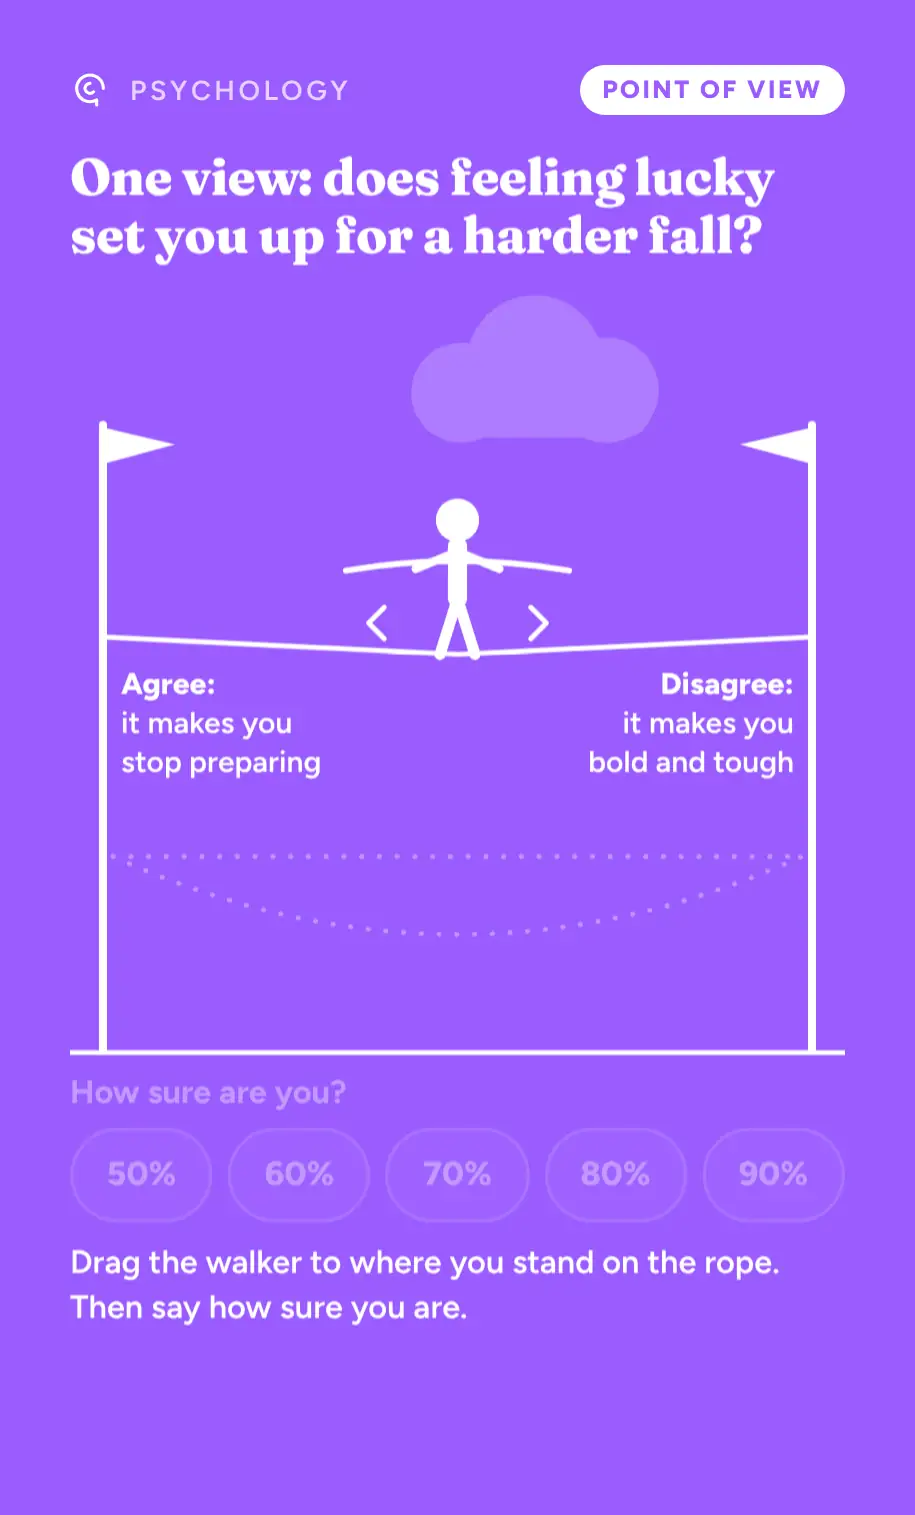 PSYCHOLOGY
POINT OF VIEW
One view: does feeling lucky
set you up for a harder fall?
Agree:
it makes you
stop preparing
Disagree:
it makes you
bold and tough
How sure are you?
50%
60%
70%
80%
90%
Drag the walker to where you stand on the rope.
Then say how sure you are.